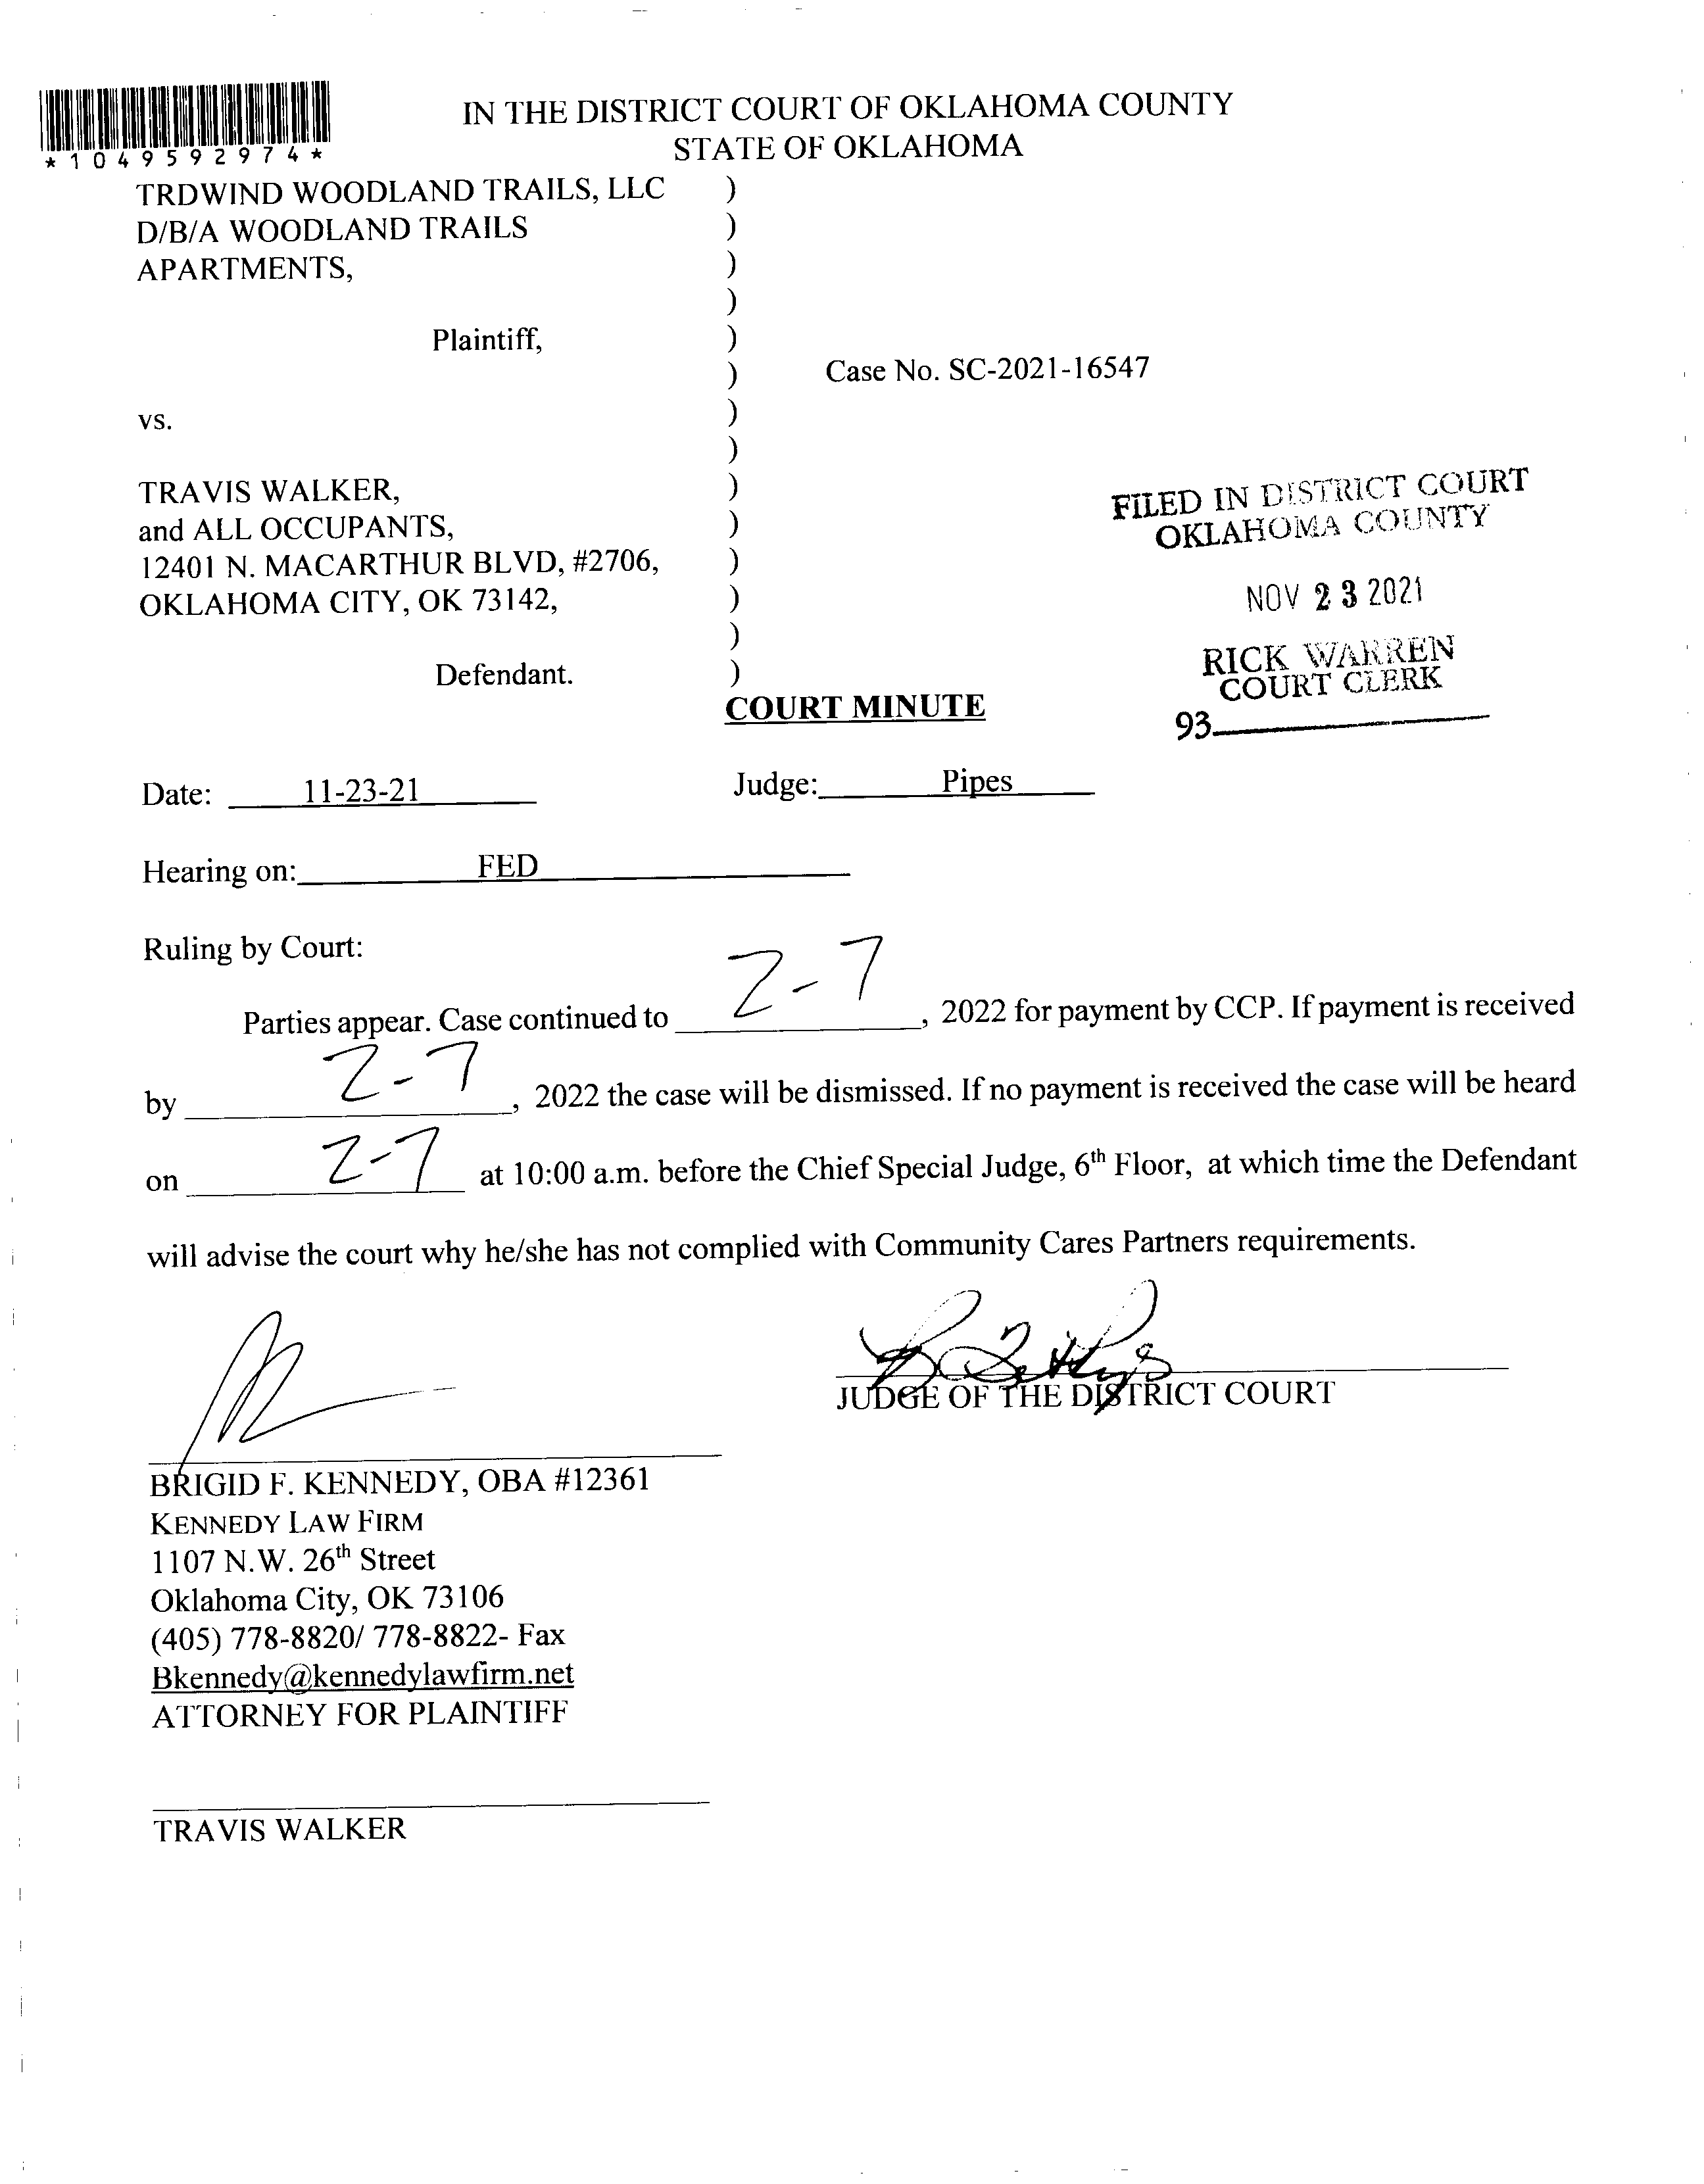 IN THE DISTRICT COURT OF OKLAHOMA COUNTY
STATE OF OKLAHOMA
*1049592974*
TRDWIND WOODLAND TRAILS, LLC )
D/B/A WOODLAND TRAILS )
APARTMENTS, )
)
Plaintiff, )
) Case No. SC-2021-16547
vs. )
)
TRAVIS WALKER, )
and ALL OCCUPANTS, )
12401 N. MACARTHUR BLVD, #2706, )
OKLAHOMA CITY, OK 73142, )
)
Defendant. )
FILED IN DISTRICT COURT
OKLAHOMA COUNTY
NOV 23 2021
RICK WARREN
COURT CLERK
93
COURT MINUTE
Date: 11-23-21 Judge: Pipes
Hearing on: FED
Ruling by Court:
Parties appear. Case continued to 2-7, 2022 for payment by CCP. If payment is received
by 2-7, 2022 the case will be dismissed. If no payment is received the case will be heard
on 2-7 at 10:00 a.m. before the Chief Special Judge, 6th Floor, at which time the Defendant
will advise the court why he/she has not complied with Community Cares Partners requirements.
JUDGE OF THE DISTRICT COURT
BRIGID F. KENNEDY, OBA #12361
KENNEDY LAW FIRM
1107 N.W. 26th Street
Oklahoma City, OK 73106
(405) 778-8820/ 778-8822- Fax
Bkennedy@kennedylawfirm.net
ATTORNEY FOR PLAINTIFF
TRAVIS WALKER